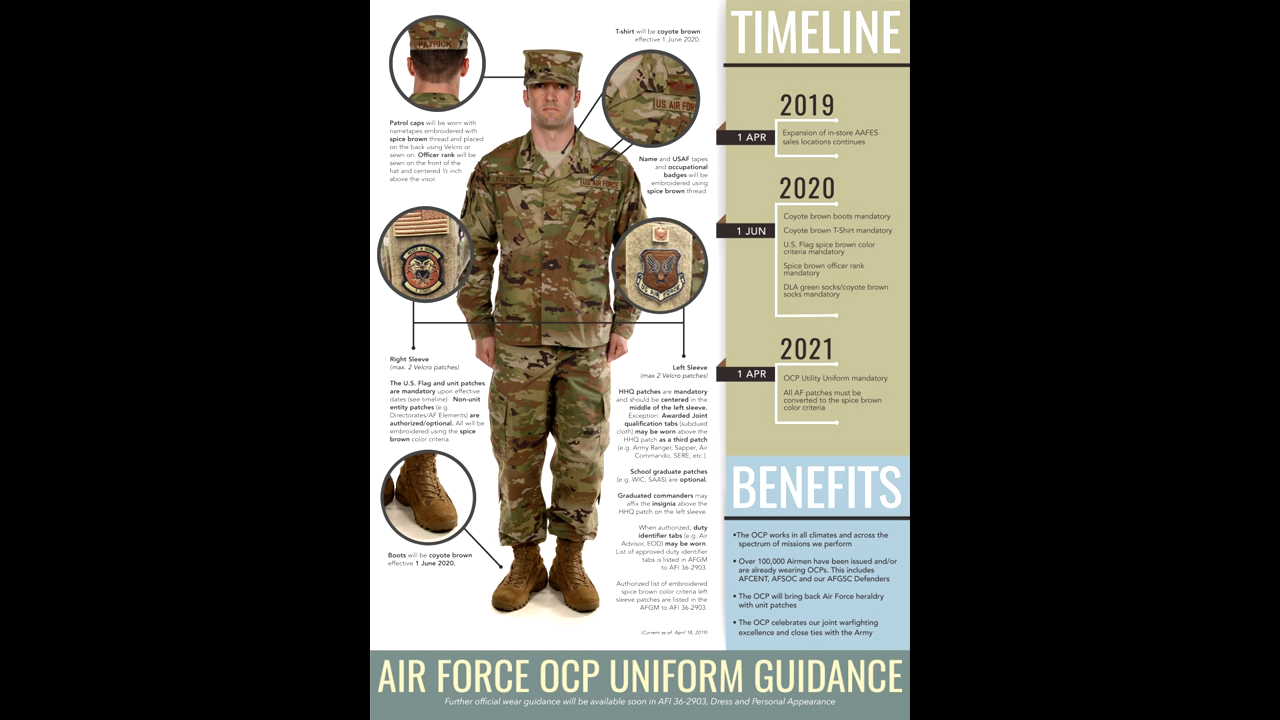 PATRICK
T-shirt will be coyote brown
effective 1 June 2020.
U.S. AIR FOR
Patrol caps will be worn with
nametapes embroidered with
spice brown thread and placed
on the back using Velcro or
sewn on. Officer rank will be
sewn on the front of the
hat and centered ½ inch
above the visor.
Name and USAF tapes
and occupational
badges will be
embroidered using
spice brown thread.
PATRICK
U.S. AIR FORCE
US AIR FORCE
Right Sleeve
(max. 2 Velcro patches)
The U.S. Flag and unit patches
are mandatory upon effective
dates (see timeline). Non-unit
entity patches (e.g.
Directorates/AF Elements) are
authorized/optional. All will be
embroidered using the spice
brown color criteria.
Left Sleeve
(max 2 Velcro patches)
HHQ patches are mandatory
and should be centered in the
middle of the left sleeve.
Exception: Awarded Joint
qualification tabs (subdued
cloth) may be worn above the
HHQ patch as a third patch
(e.g. Army Ranger, Sapper, Air
Commando, SERE, etc.).
School graduate patches
(e.g. WIC, SAAS) are optional.
Graduated commanders may
affix the insignia above the
HHQ patch on the left sleeve.
When authorized, duty
identifier tabs (e.g. Air
Advisor, EOD) may be worn.
List of approved duty identifier
tabs is listed in AFGM
to AFI 36-2903.
Authorized list of embroidered
spice brown color criteria left
sleeve patches are listed in the
AFGM to AFI 36-2903.
Boots will be coyote brown
effective 1 June 2020.
(Current as of: April 18, 2019)
TIMELINE
2019
1 APR
Expansion of in-store AAFES
sales locations continues
2020
1 JUN
Coyote brown boots mandatory
Coyote brown T-Shirt mandatory
U.S. Flag spice brown color
criteria mandatory
Spice brown officer rank
mandatory
DLA green socks/coyote brown
socks mandatory
2021
1 APR
OCP Utility Uniform mandatory
All AF patches must be
converted to the spice brown
color criteria
BENEFITS
•The OCP works in all climates and across the
spectrum of missions we perform
• Over 100,000 Airmen have been issued and/or
are already wearing OCPs. This includes
AFCENT, AFSOC and our AFGSC Defenders
• The OCP will bring back Air Force heraldry
with unit patches
• The OCP celebrates our joint warfighting
excellence and close ties with the Army
AIR FORCE OCP UNIFORM GUIDANCE
Further official wear guidance will be available soon in AFI 36-2903, Dress and Personal Appearance